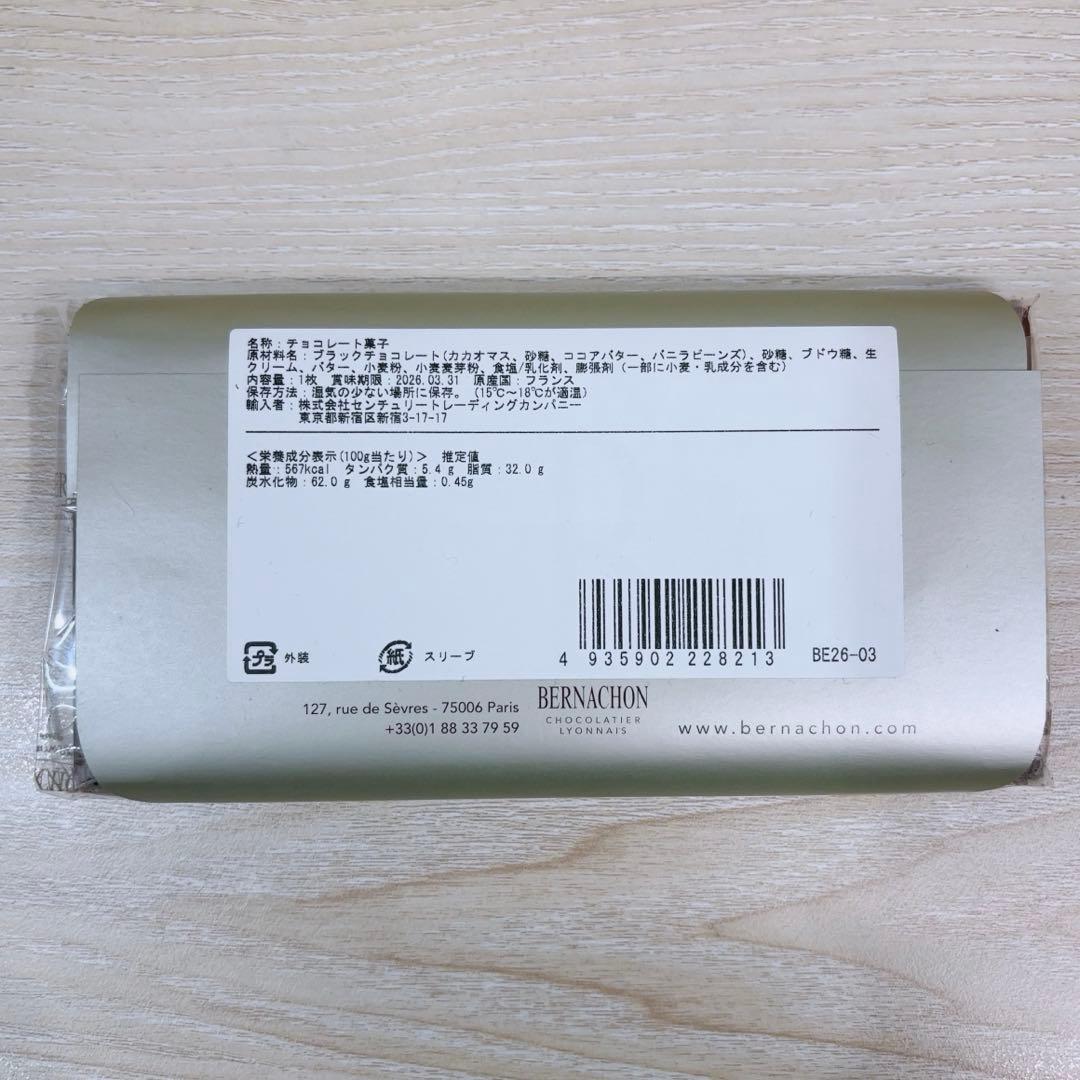 名称：チョコレート菓子
原材料名：ブラックチョコレート(カカオマス、砂糖、ココアバター、バニラビーンズ)、砂糖、ブドウ糖、生
クリーム、バター、小麦粉、小麦麦芽粉、食塩/乳化剤、膨張剤（一部に小麦・乳成分を含む）
内容量：1枚　賞味期限：2026.03.31　原産国：フランス
保存方法：湿気の少ない場所に保存。（15℃～18℃が適温）
輸入者：株式会社センチュリートレーディングカンパニー
東京都新宿区新宿3-17-17
＜栄養成分表示(100g当たり)＞　推定値
熱量：567kcal　タンパク質：5.4 g　脂質：32.0 g
炭水化物：62.0 g　食塩相当量：0.45g
プラ 外装
紙 スリーブ
4 935902 228213
BE26-03
127, rue de Sèvres - 75006 Paris
+33(0)1 88 33 79 59
BERNACHON
CHOCOLATIER
LYONNAIS
www.bernachon.com